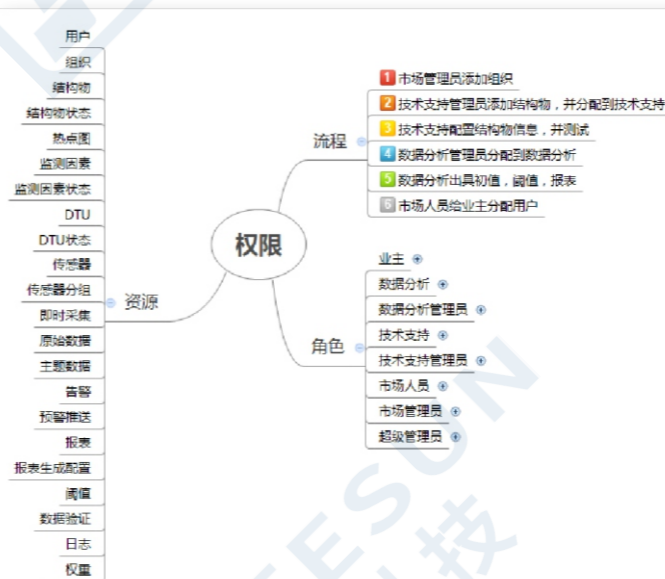 用户
组织
结构物
结构物状态
热点图
监测因素
监测因素状态
DTU
DTU状态
传感器
传感器分组
即时采集
原始数据
主题数据
告警
预警推送
报表
报表生成配置
阈值
数据验证
日志
权重
资源
权限
流程
1 市场管理员添加组织
2 技术支持管理员添加结构物，并分配到技术支持
3 技术支持配置结构物信息，并测试
4 数据分析管理员分配到数据分析
5 数据分析出具初值，阈值，报表
6 市场人员给业主分配用户
角色
业主
数据分析
数据分析管理员
技术支持
技术支持管理员
市场人员
市场管理员
超级管理员